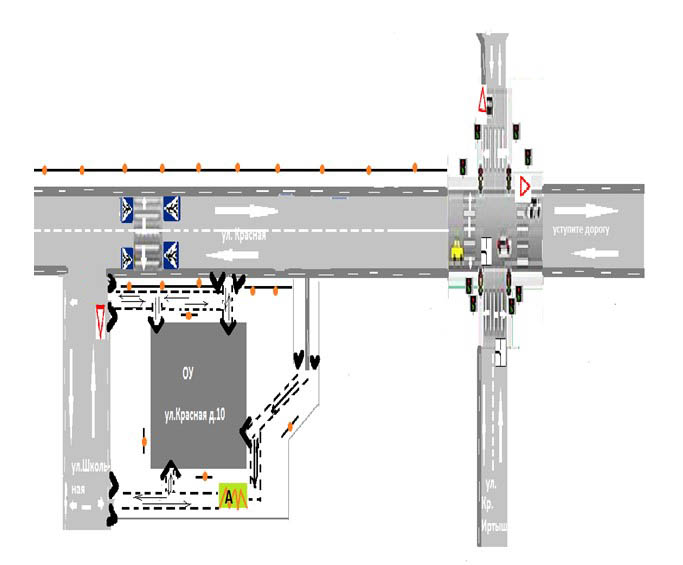 ул. Красная
уступите дорогу
ОУ
ул.Красная д.10
ул.Школь-
ная
А
ул.
Кр.
Иртыш